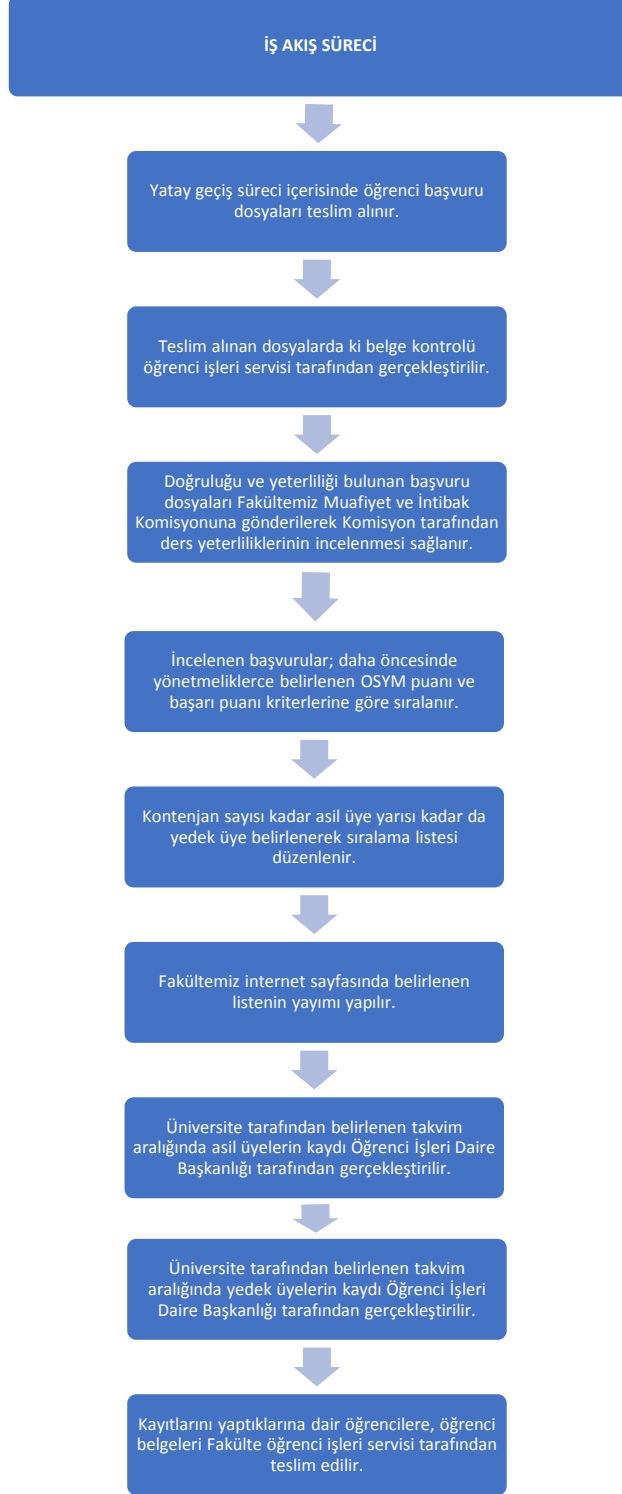 İŞ AKIŞ SÜRECİ
Yatay geçiş süreci içerisinde öğrenci başvuru
dosyaları teslim alınır.
Teslim alınan dosyalarda ki belge kontrolü
öğrenci işleri servisi tarafından gerçekleştirilir.
Doğruluğu ve yeterliliği bulunan başvuru
dosyaları Fakültemiz Muafiyet ve İntibak
Komisyonuna gönderilerek Komisyon tarafından
ders yeterliliklerinin incelenmesi sağlanır.
İncelenen başvurular; daha öncesinde
yönetmeliklerce belirlenen OSYM puanı ve
başarı puanı kriterlerine göre sıralanır.
Kontenjan sayısı kadar asil üye yarısı kadar da
yedek üye belirlenerek sıralama listesi
düzenlenir.
Fakültemiz internet sayfasında belirlenen
listenin yayımı yapılır.
Üniversite tarafından belirlenen takvim
aralığında asil üyelerin kaydı Öğrenci İşleri Daire
Başkanlığı tarafından gerçekleştirilir.
Üniversite tarafından belirlenen takvim
aralığında yedek üyelerin kaydı Öğrenci İşleri
Daire Başkanlığı tarafından gerçekleştirilir.
Kayıtlarını yaptıklarına dair öğrencilere, öğrenci
belgeleri Fakülte öğrenci işleri servisi tarafından
teslim edilir.